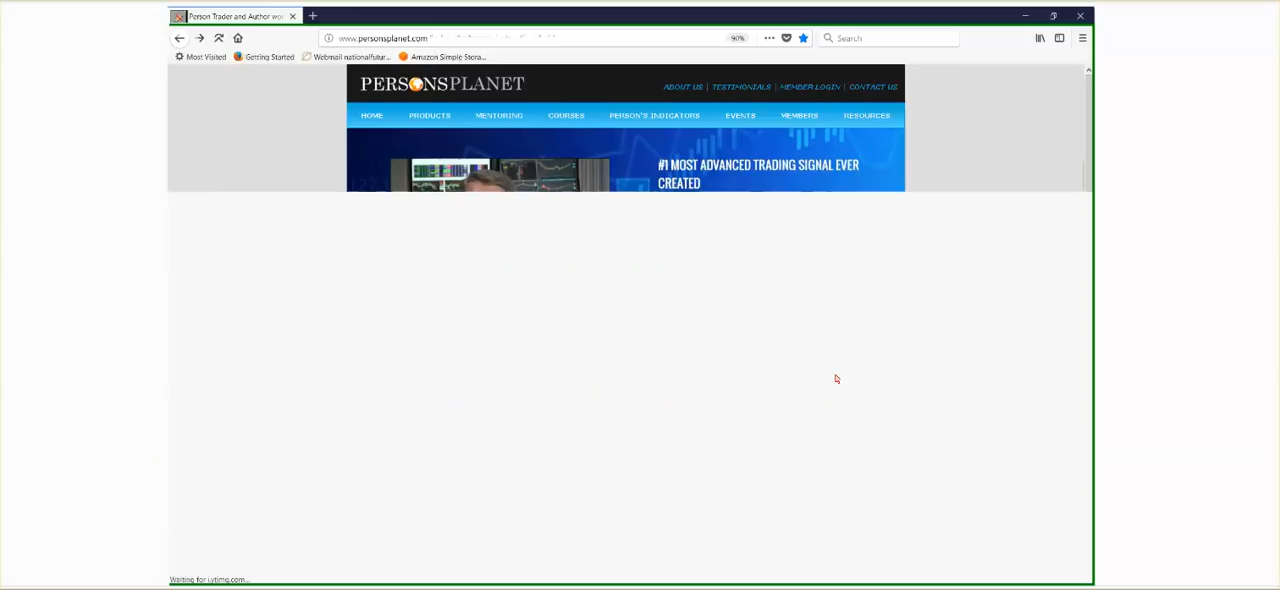 Person Trader and Author wo
www.personsplanet.com
90%
Search
Most Visited
Getting Started
Webmail nationalfutur...
Amazon Simple Stora...
PERSONSPLANET
ABOUT US | TESTIMONIALS | MEMBER LOGIN | CONTACT US
HOME PRODUCTS MENTORING COURSES PERSON'S INDICATORS EVENTS MEMBERS RESOURCES
#1 MOST ADVANCED TRADING SIGNAL EVER
CREATED
Waiting for i.ytimg.com...